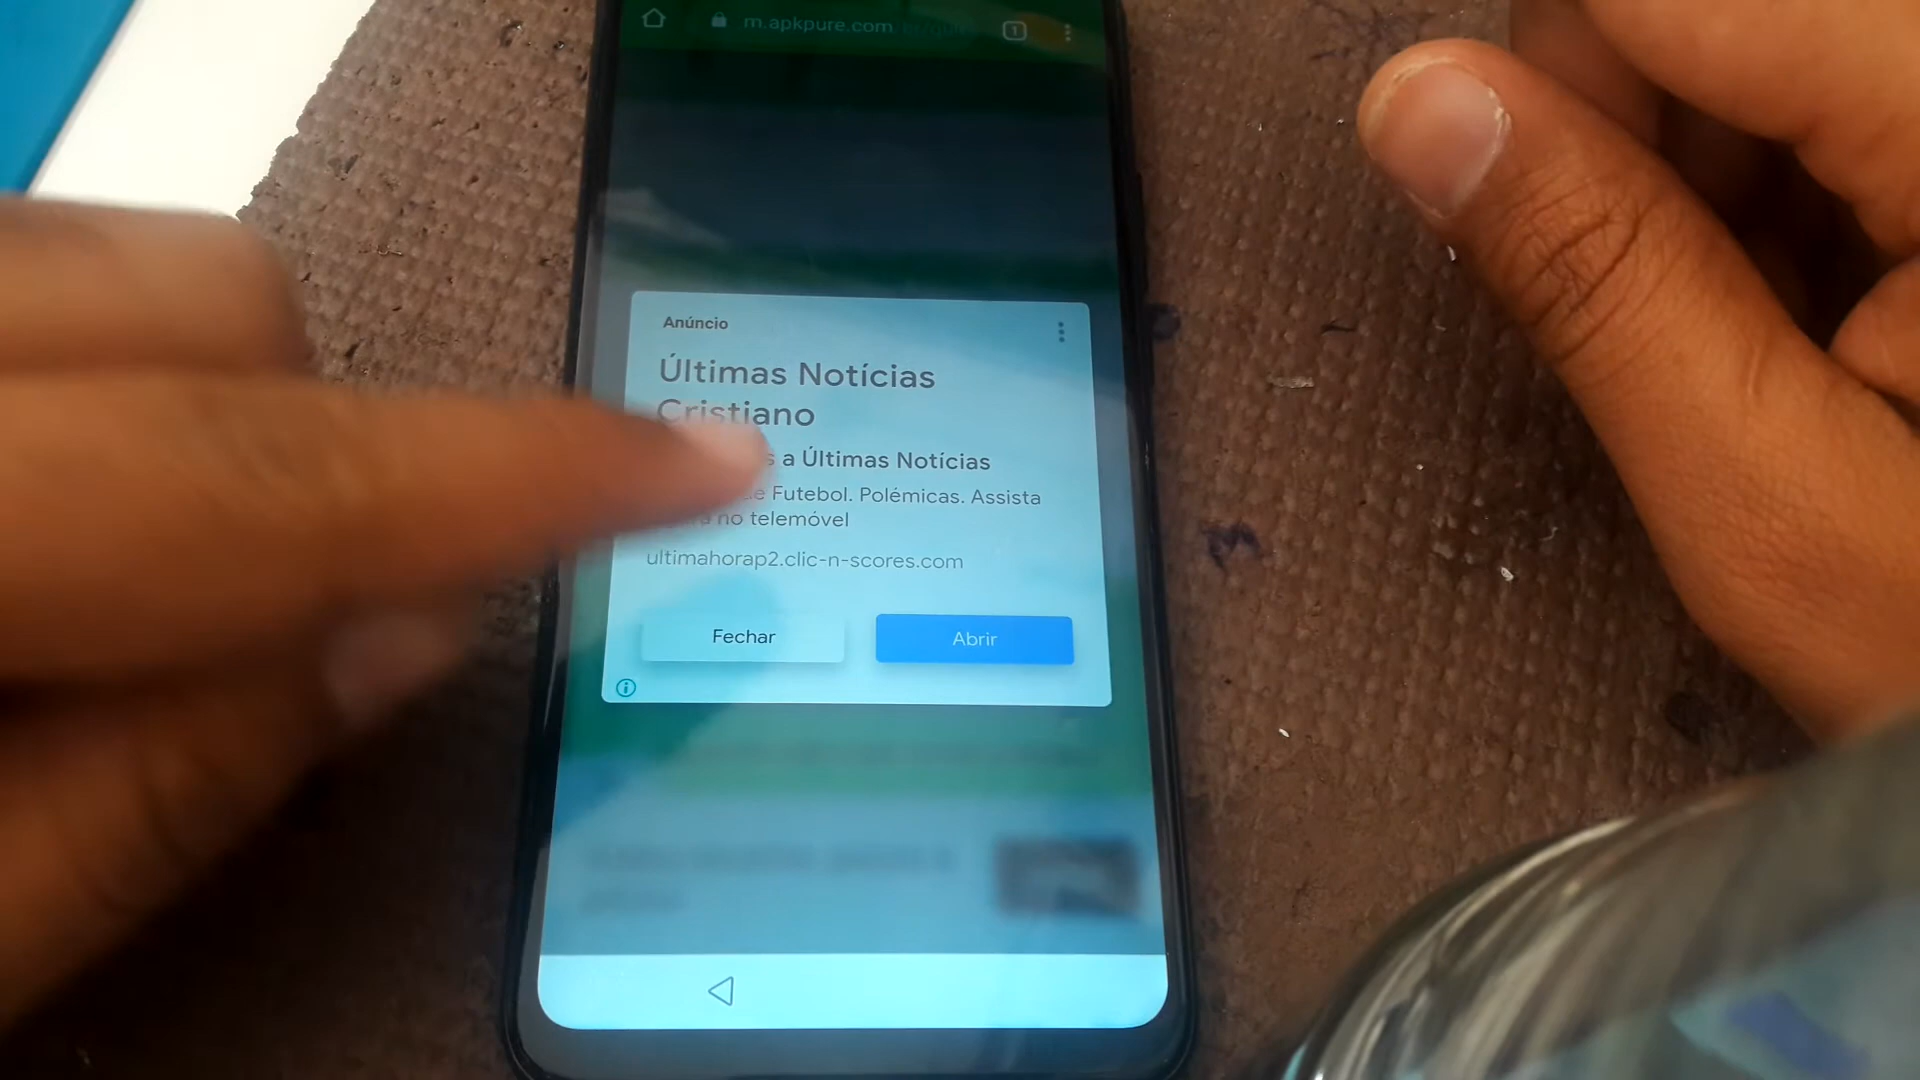 m.apkpure.com
1
Anúncio
Últimas Notícias
Cristiano
a Últimas Notícias
Futebol. Polémicas. Assista
no telemóvel
ultimahorap2.clic-n-scores.com
Fechar
Abrir